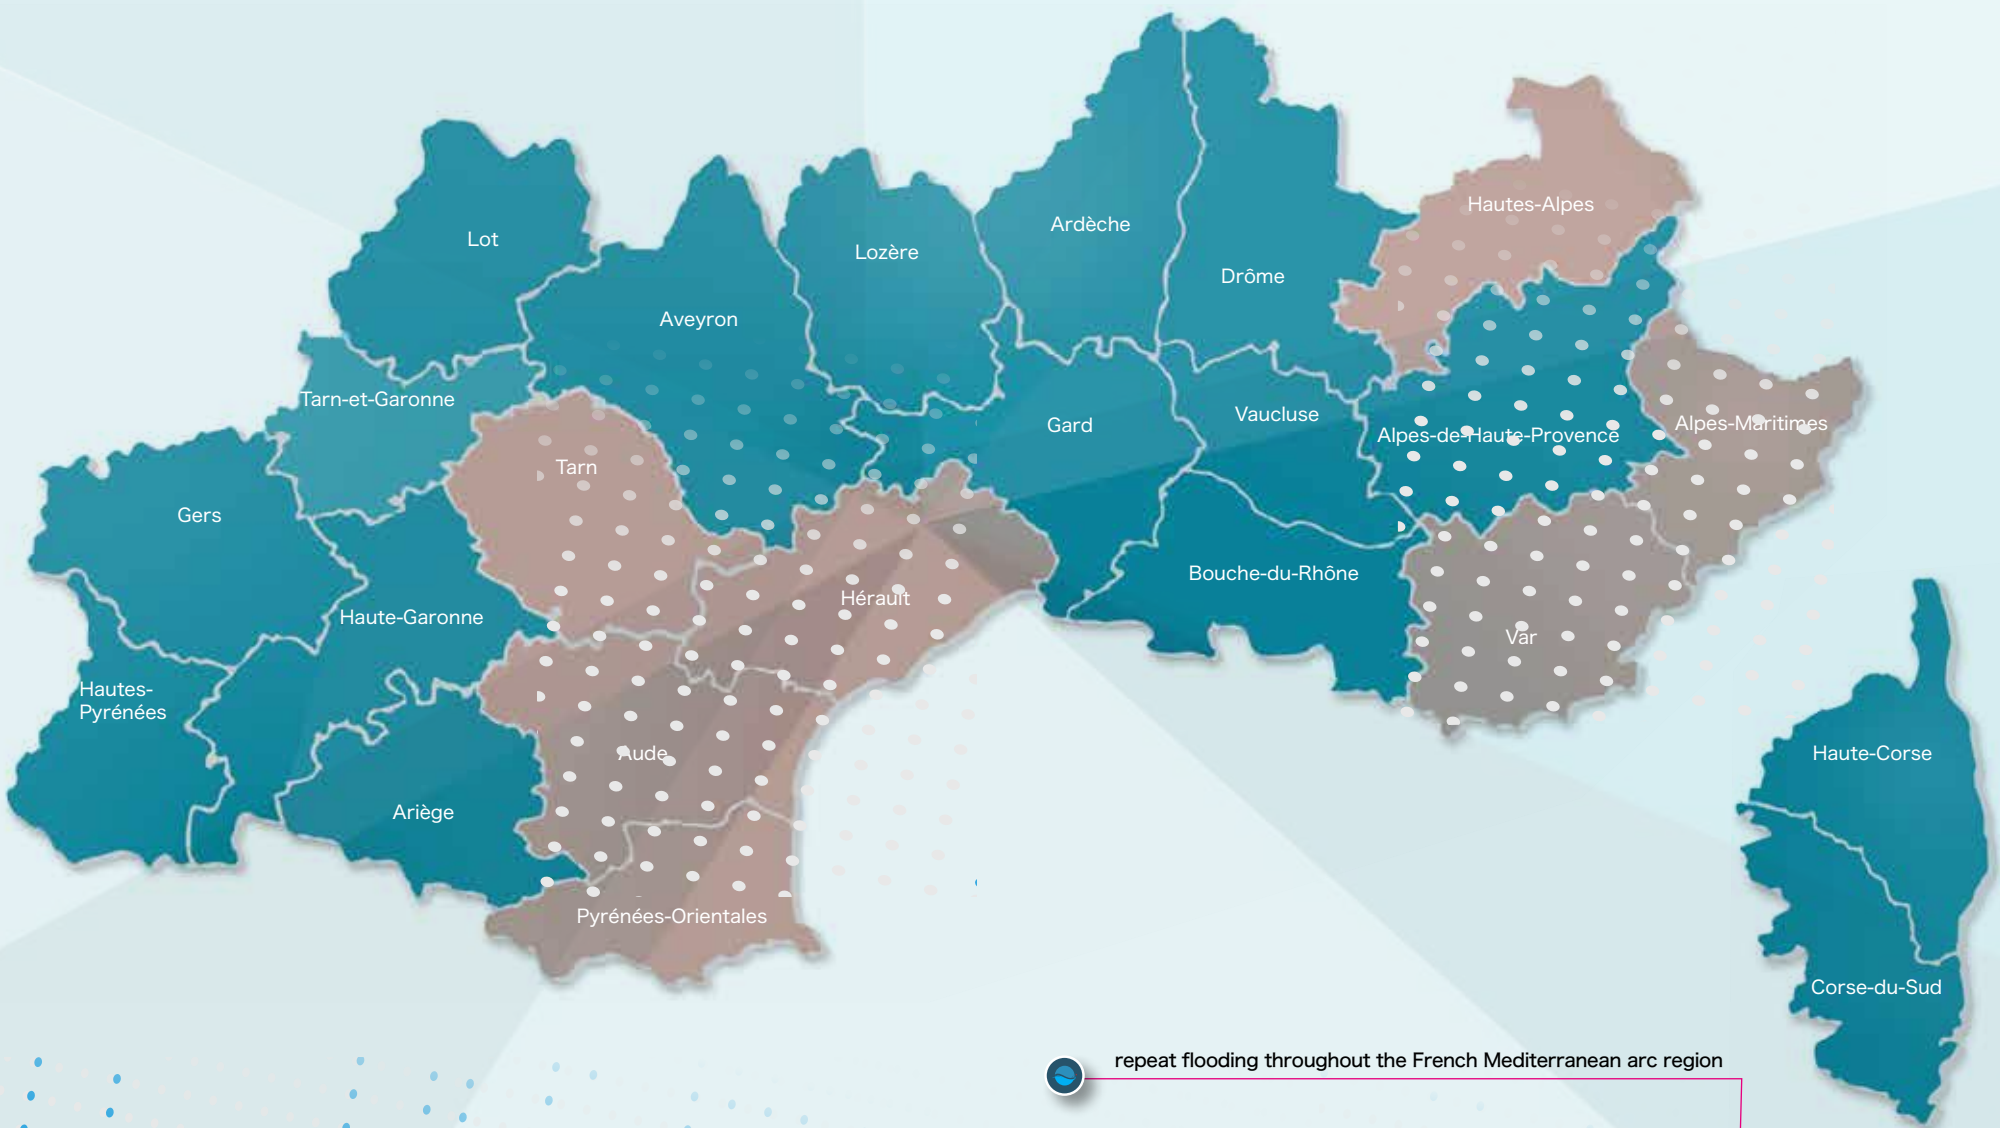 Lot
Aveyron
Lozère
Ardèche
Drôme
Hautes-Alpes
Tarn-et-Garonne
Gers
Tarn
Gard
Vaucluse
Alpes-de-Haute-Provence
Alpes-Maritimes
Haute-Garonne
Hérault
Bouche-du-Rhône
Var
Hautes-
Pyrénées
Ariège
Aude
Pyrénées-Orientales
Haute-Corse
Corse-du-Sud
repeat flooding throughout the French Mediterranean arc region